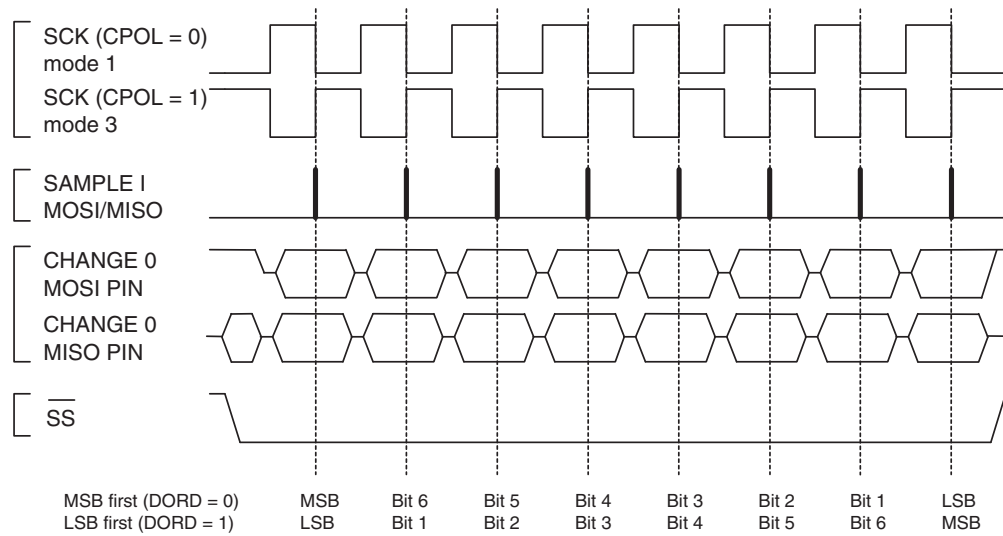 SCK (CPOL = 0)
mode 1
SCK (CPOL = 1)
mode 3
SAMPLE I
MOSI/MISO
CHANGE 0
MOSI PIN
CHANGE 0
MISO PIN
SS
MSB first (DORD = 0) MSB Bit 6 Bit 5 Bit 4 Bit 3 Bit 2 Bit 1 LSB
LSB first (DORD = 1) LSB Bit 1 Bit 2 Bit 3 Bit 4 Bit 5 Bit 6 MSB